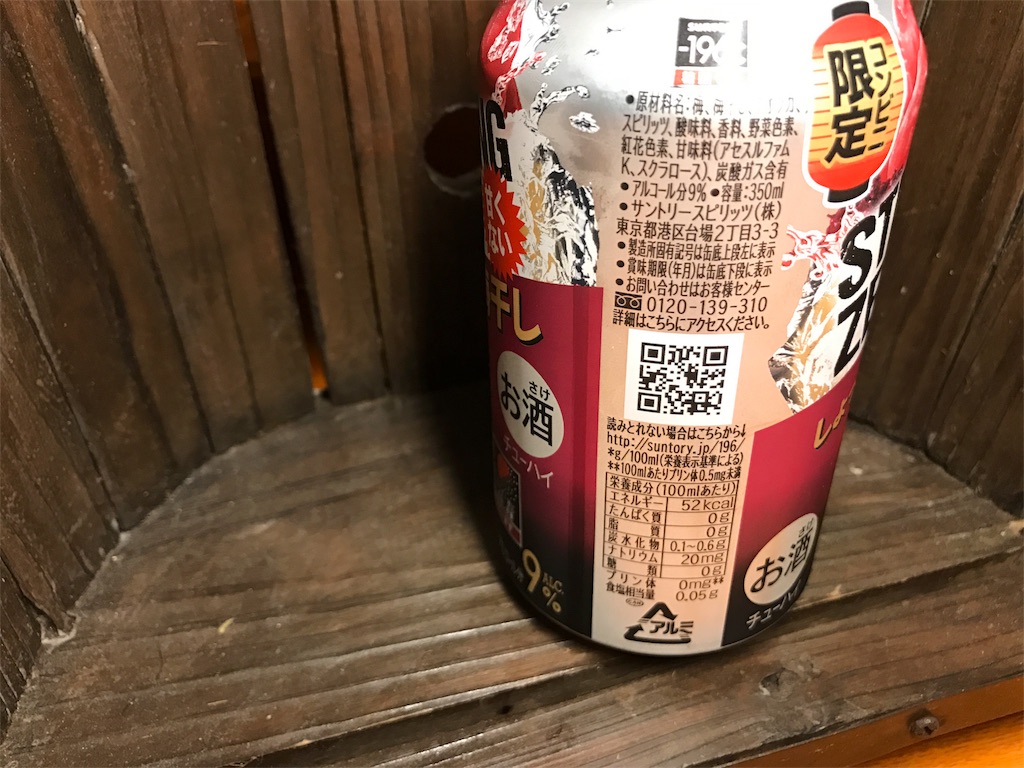 SUNTORY
-196
コンビニ
限定
•原材料名:梅、
スピリッツ、酸味料、香料、野菜色素、
紅花色素、甘味料(アセスルファム
K、スクラロース)、炭酸ガス含有
•アルコール分9% •容量:350ml
•サントリースピリッツ(株)
東京都港区台場2丁目3-3
•製造所固有記号は缶底上段左に表示
•賞味期限(年月)は缶底下段に表示
•お問い合わせはお客様センター
0120-139-310
詳細はこちらにアクセスください。
読みとれない場合はこちらから↓
http://suntory.jp/196/
*g/100ml(栄養表示基準による)
**100mlあたりプリン体0.5mg未満
栄養成分(100mlあたり)
エネルギー 52kcal
たんぱく質 0g
脂質 0g
炭水化物 0.1~0.6g
ナトリウム 20mg
糖類 0g
プリン体 0mg**
食塩相当量 0.05g
アルミ
NG
甘く
ない
干し
さけ
お酒
チューハイ
9%
ALC.
お酒
チューハイ